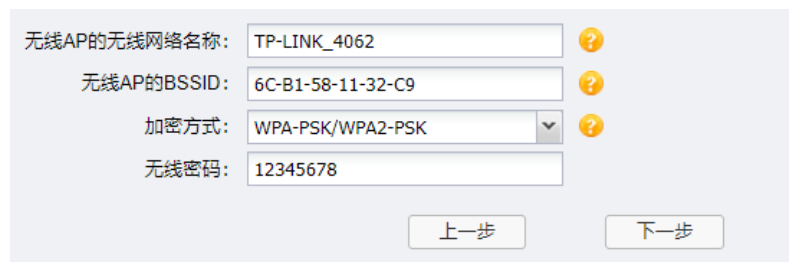 无线AP的无线网络名称： TP-LINK_4062
无线AP的BSSID： 6C-B1-58-11-32-C9
加密方式： WPA-PSK/WPA2-PSK
无线密码： 12345678
上一步 下一步